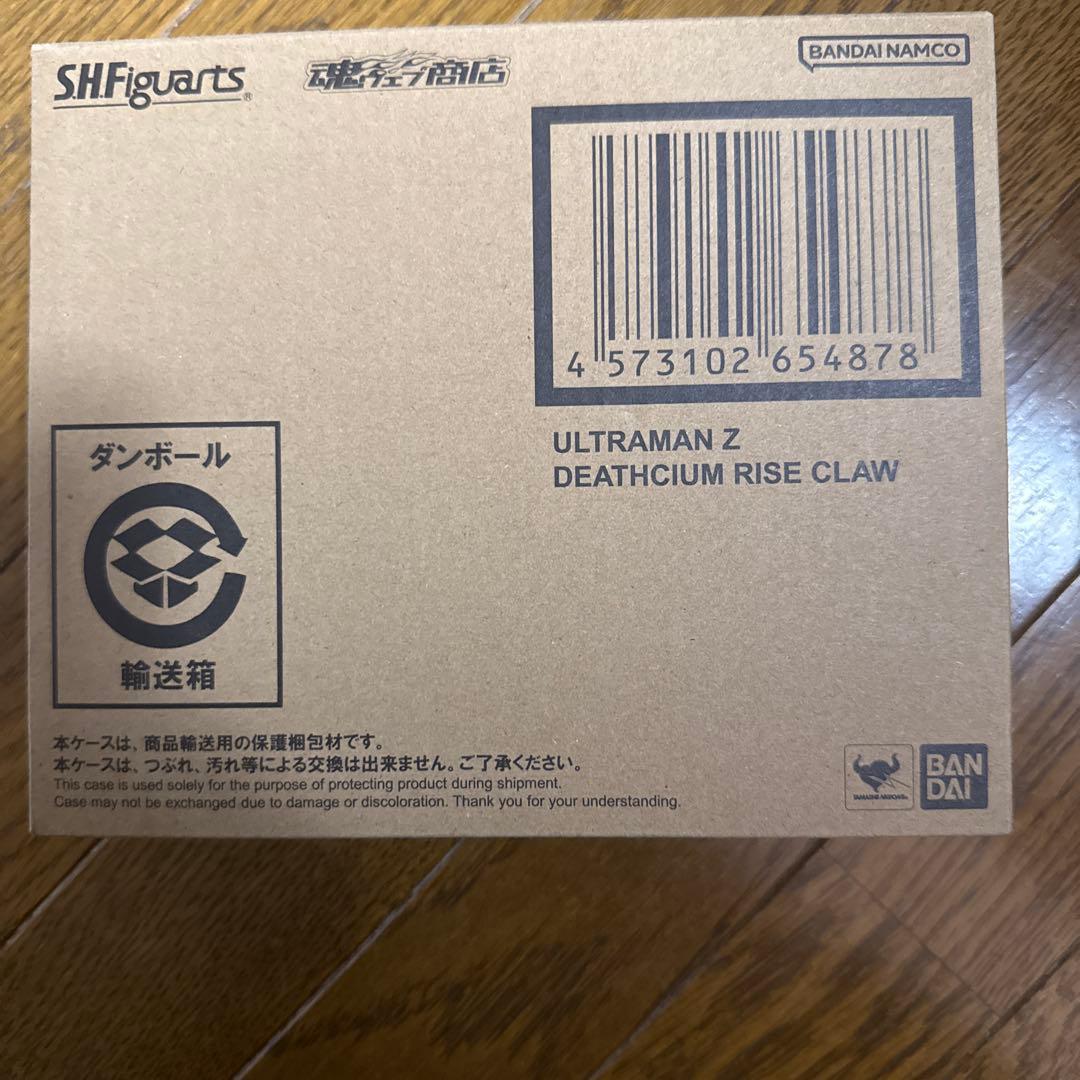 S.H.Figuarts®
魂ウェブ商店
BANDAI NAMCO
4 573102 654878
ULTRAMAN Z
DEATHCIUM RISE CLAW
ダンボール
輸送箱
本ケースは、商品輸送用の保護梱包材です。
本ケースは、つぶれ、汚れ等による交換は出来ません。ご了承ください。
This case is used solely for the purpose of protecting product during shipment.
Case may not be exchanged due to damage or discoloration. Thank you for your understanding.
TAMASHII NATIONS
BAN
DAI